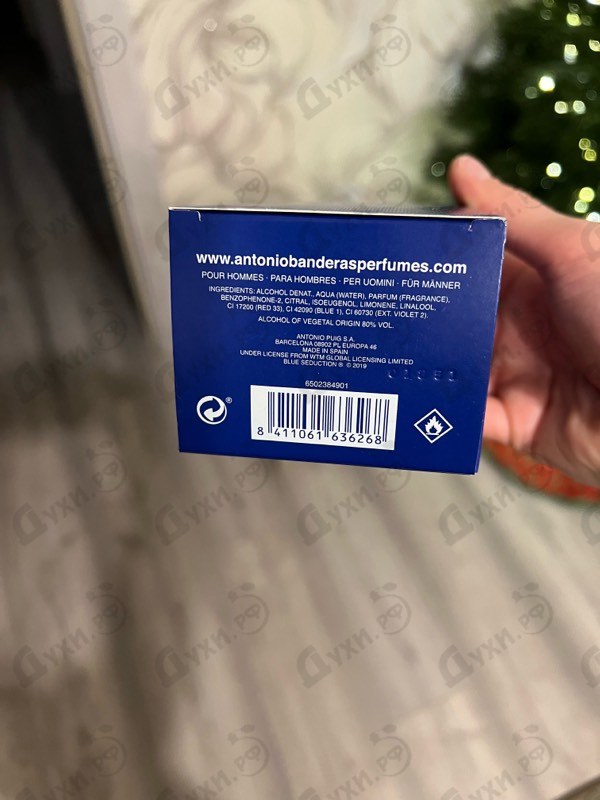 www.antoniobanderasperfumes.com
POUR HOMMES · PARA HOMBRES · PER UOMINI · FÜR MÄNNER
INGREDIENTS: ALCOHOL DENAT., AQUA (WATER), PARFUM (FRAGRANCE),
BENZOPHENONE-2, CITRAL, ISOEUGENOL, LIMONENE, LINALOOL,
CI 17200 (RED 33), CI 42090 (BLUE 1), CI 60730 (EXT. VIOLET 2).
ALCOHOL OF VEGETAL ORIGIN 80% VOL.
ANTONIO PUIG S.A.
BARCELONA 08902 PL EUROPA 46
MADE IN SPAIN
UNDER LICENSE FROM WTM GLOBAL LICENSING LIMITED
BLUE SEDUCTION ® © 2019
6502384901
®
8 411061 636268
Духи.рф